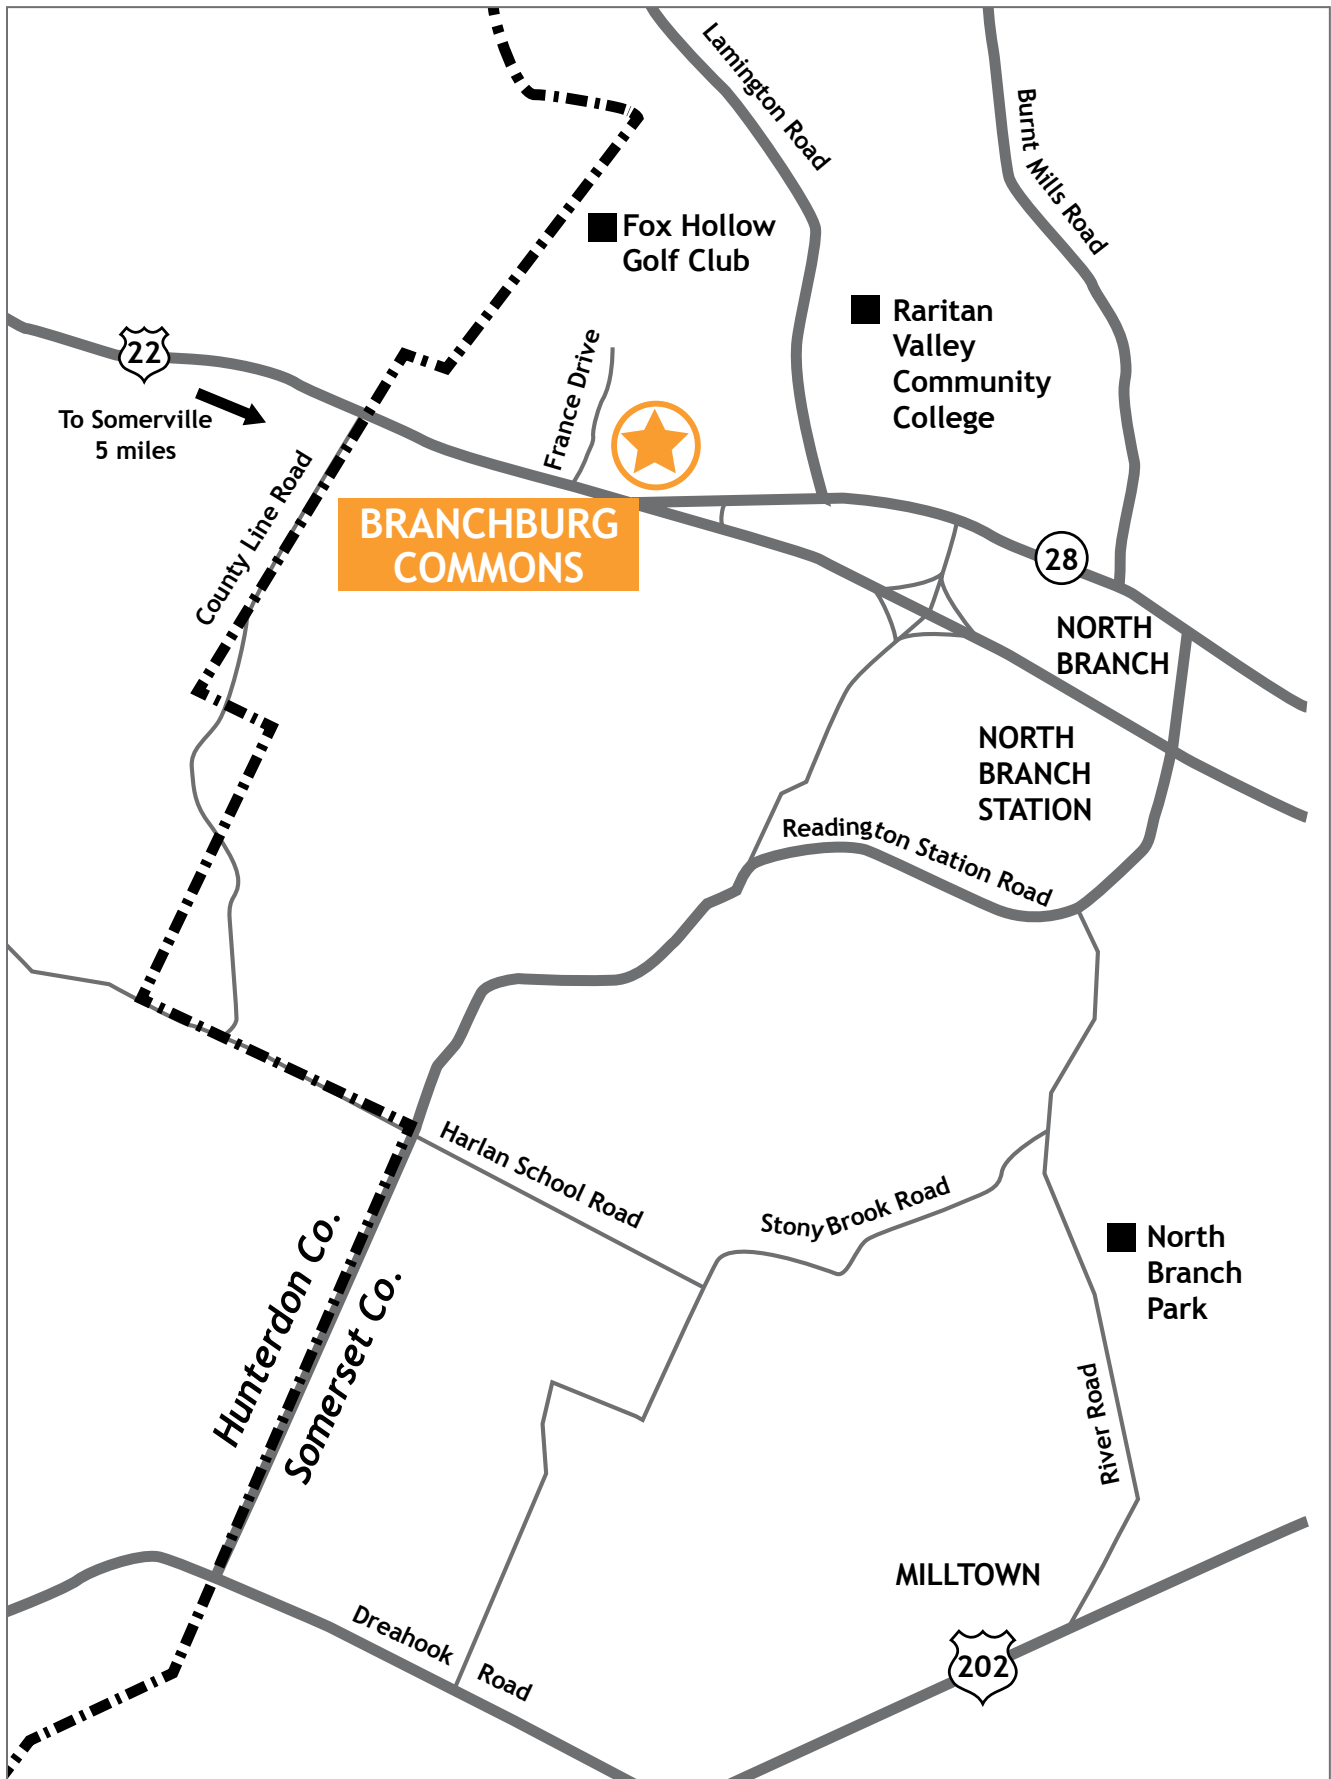 Lamington Road
Burnt Mills Road
Fox Hollow
Golf Club
Raritan
Valley
Community
College
22
To Somerville
5 miles
France Drive
County Line Road
BRANCHBURG
COMMONS
28
NORTH
BRANCH
NORTH
BRANCH
STATION
Readington Station Road
Harlan School Road
Stony Brook Road
Hunterdon Co.
Somerset Co.
North
Branch
Park
River Road
MILLTOWN
Dreahook Road
202